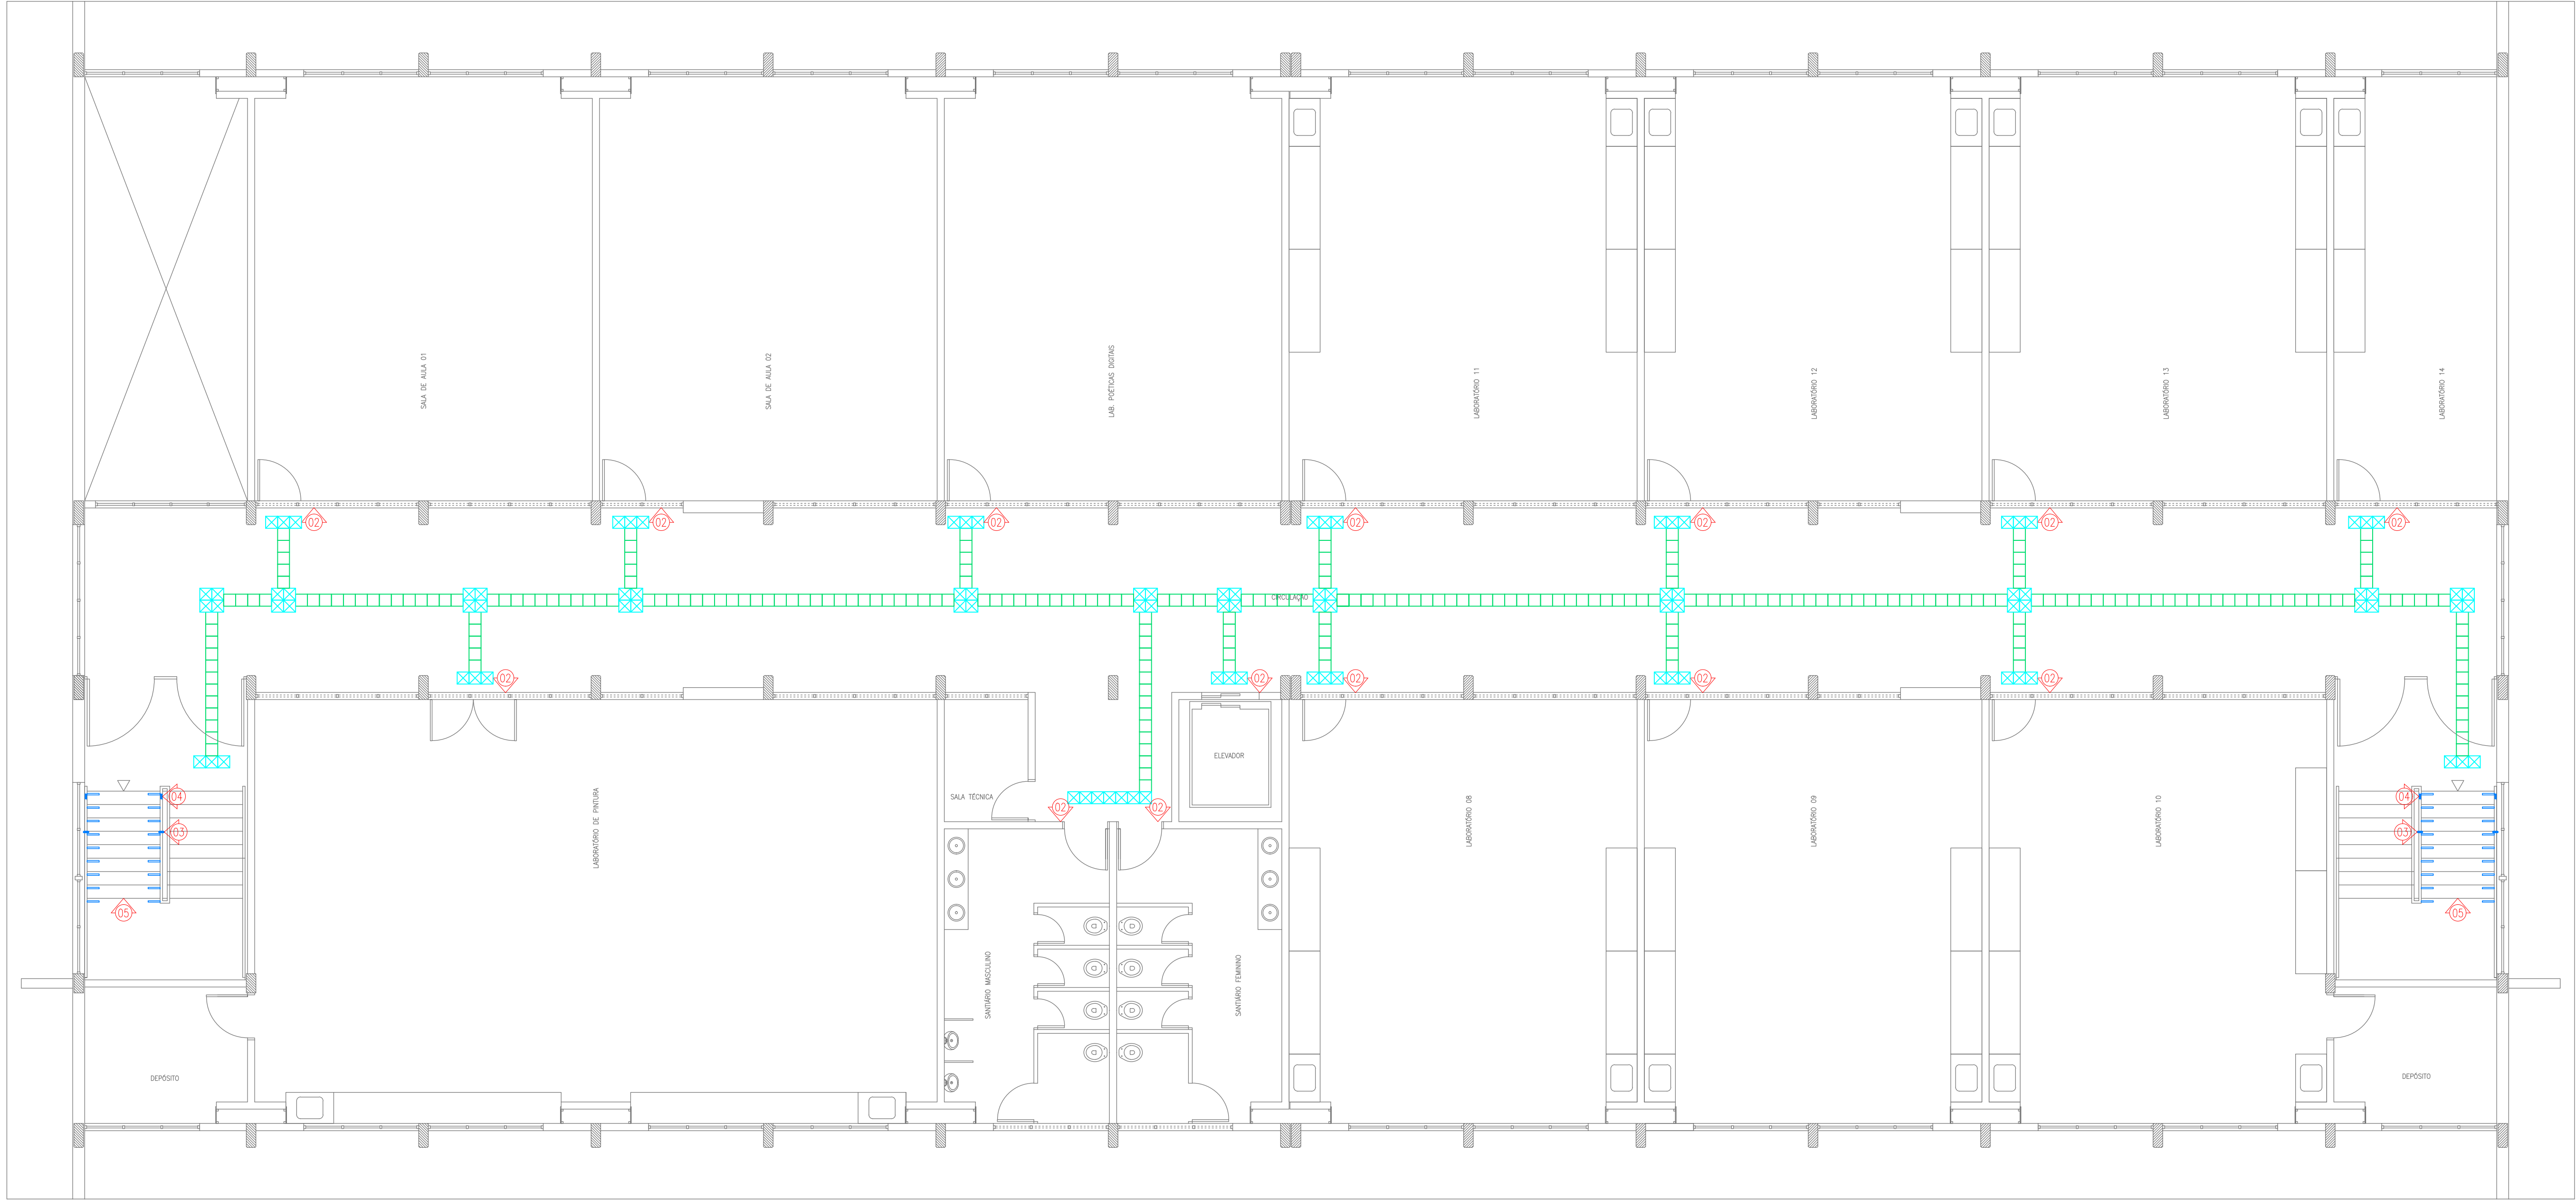 SALA DE AULA 01
SALA DE AULA 02
LAB. POÉTICAS DIGITAIS
LABORATÓRIO 11
LABORATÓRIO 12
LABORATÓRIO 13
LABORATÓRIO 14
02
02
02
02
02
02
02
CIRCULAÇÃO
02
02
02
02
02
ELEVADOR
SALA TÉCNICA
04
02
02
04
03
03
LABORATÓRIO DE PINTURA
LABORATÓRIO 08
LABORATÓRIO 09
LABORATÓRIO 10
05
05
SANTIÁRIO MASCULINO
SANTIÁRIO FEMININO
DEPÓSITO
DEPÓSITO